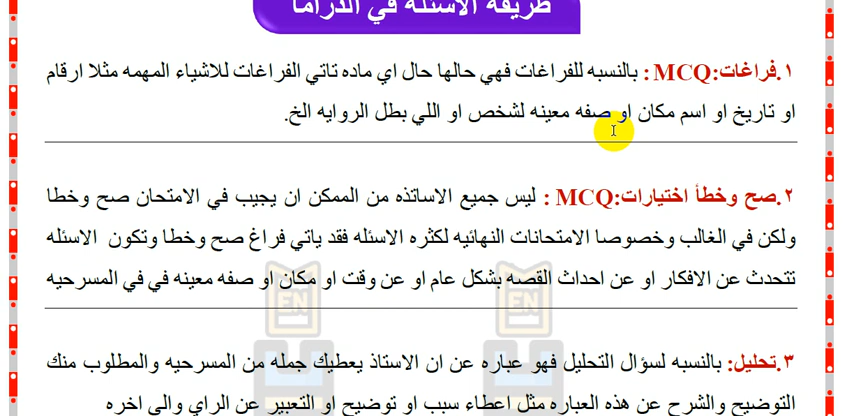 طريقة الاسئلة في الدراما
١.فراغات:MCQ : بالنسبه للفراغات فهي حالها حال اي ماده تاتي الفراغات للاشياء المهمه مثلا ارقام
او تاريخ او اسم مكان او صفه معينه لشخص او اللي بطل الروايه الخ.
٢.صح وخطأ اختيارات:MCQ : ليس جميع الاساتذه من الممكن ان يجيب في الامتحان صح وخطا
ولكن في الغالب وخصوصا الامتحانات النهائيه لكثره الاسئله فقد ياتي فراغ صح وخطا وتكون الاسئله
تتحدث عن الافكار او عن احداث القصه بشكل عام او عن وقت او مكان او صفه معينه في في المسرحيه
EN EN
٣.تحليل: بالنسبه لسؤال التحليل فهو عباره عن ان الاستاذ يعطيك جمله من المسرحيه والمطلوب منك
التوضيح والشرح عن هذه العباره مثل اعطاء سبب او توضيح او التعبير عن الراي والى اخره